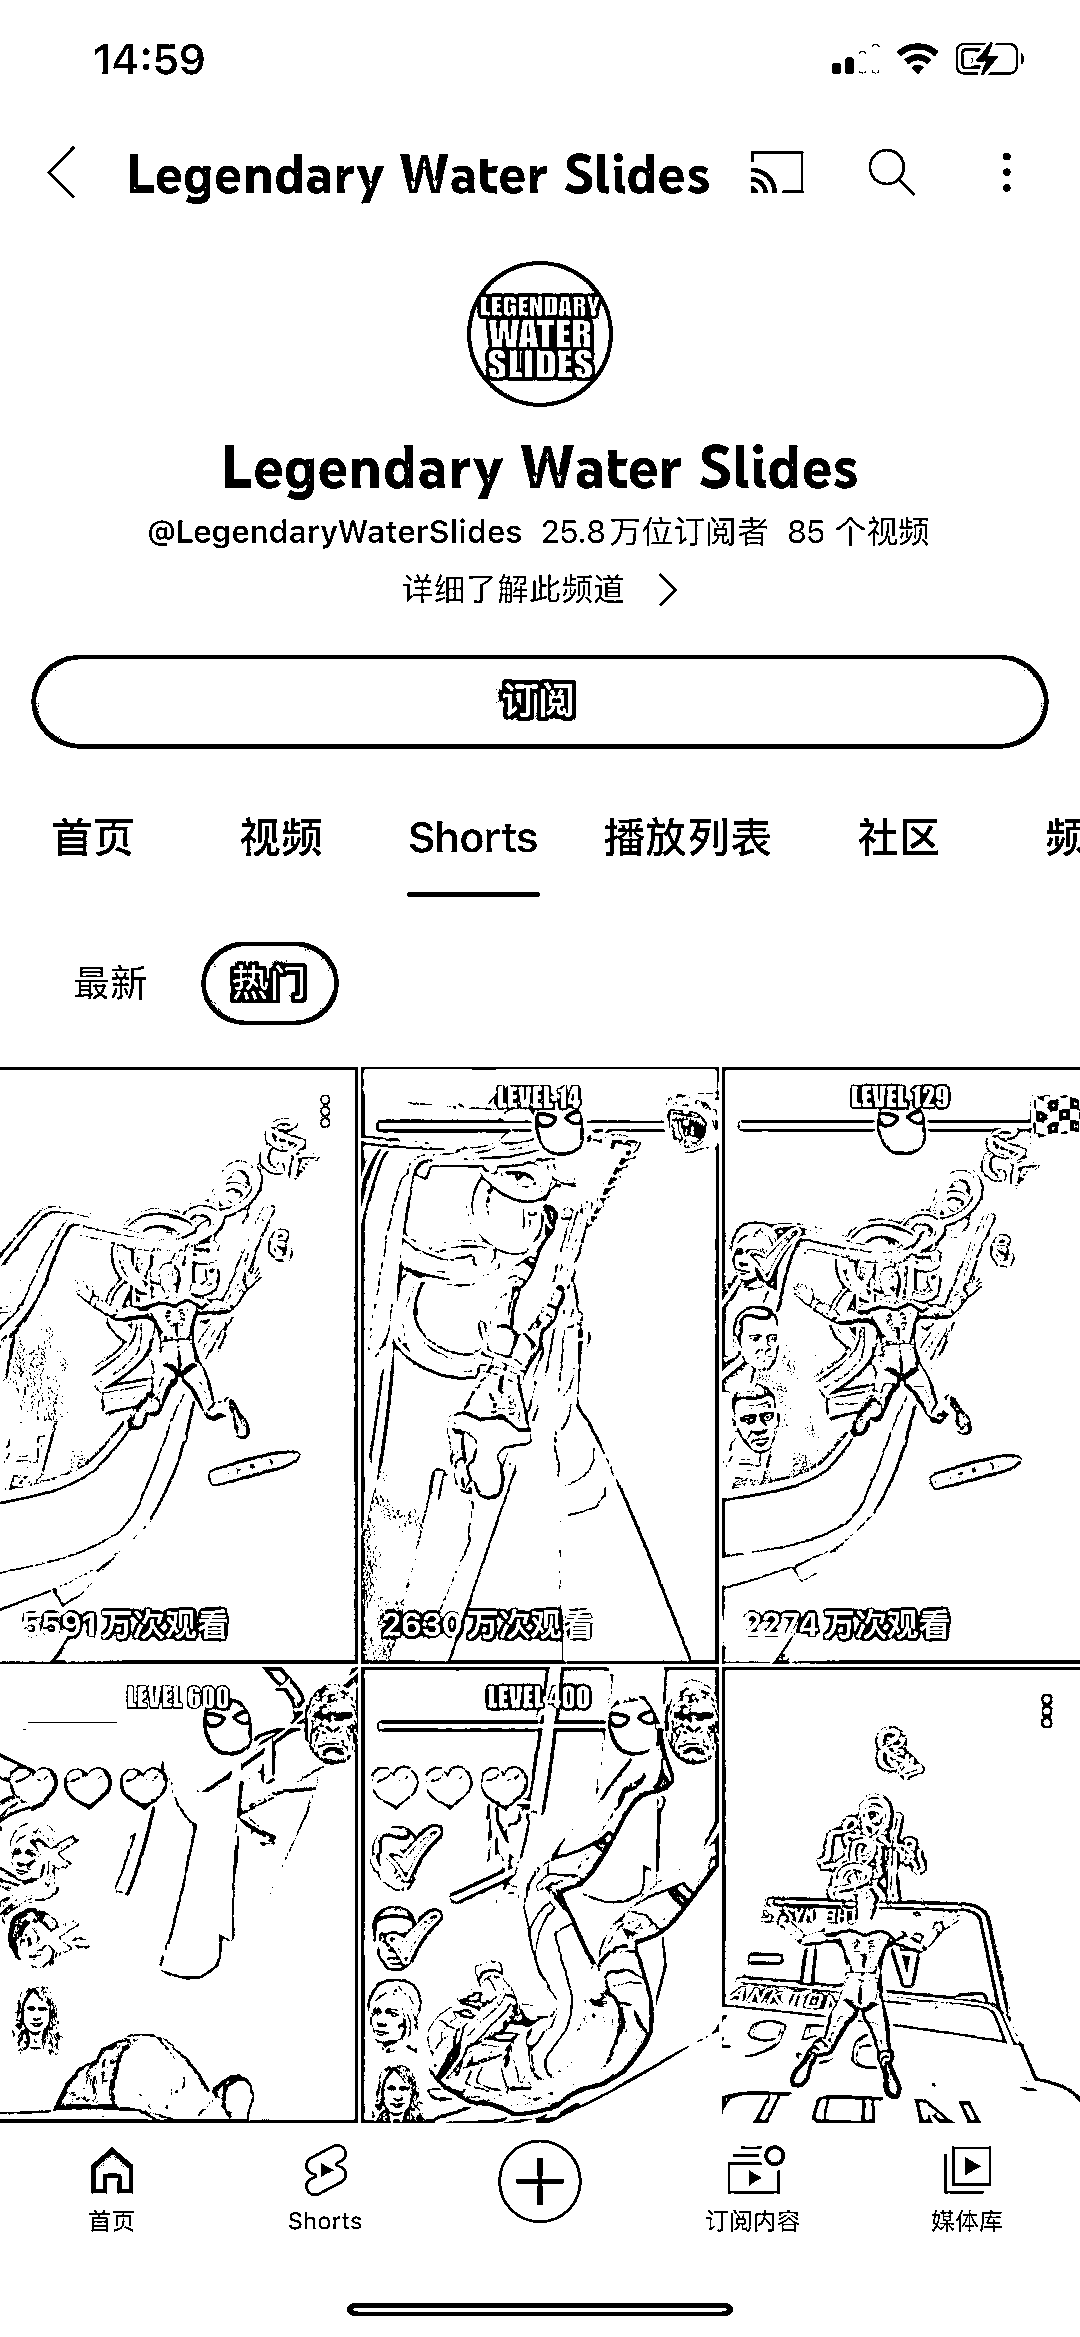 14:59
Legendary Water Slides
LEGENDARY
WATER
SLIDES
Legendary Water Slides
@LegendaryWaterSlides 25.8万位订阅者 85 个视频
详细了解此频道
订阅
首页 视频 Shorts 播放列表 社区 频
最新 热门
LEVEL 14 LEVEL 129
5591万次观看 2630万次观看 2274万次观看
LEVEL 600 LEVEL 400
首页 Shorts 订阅内容 媒体库